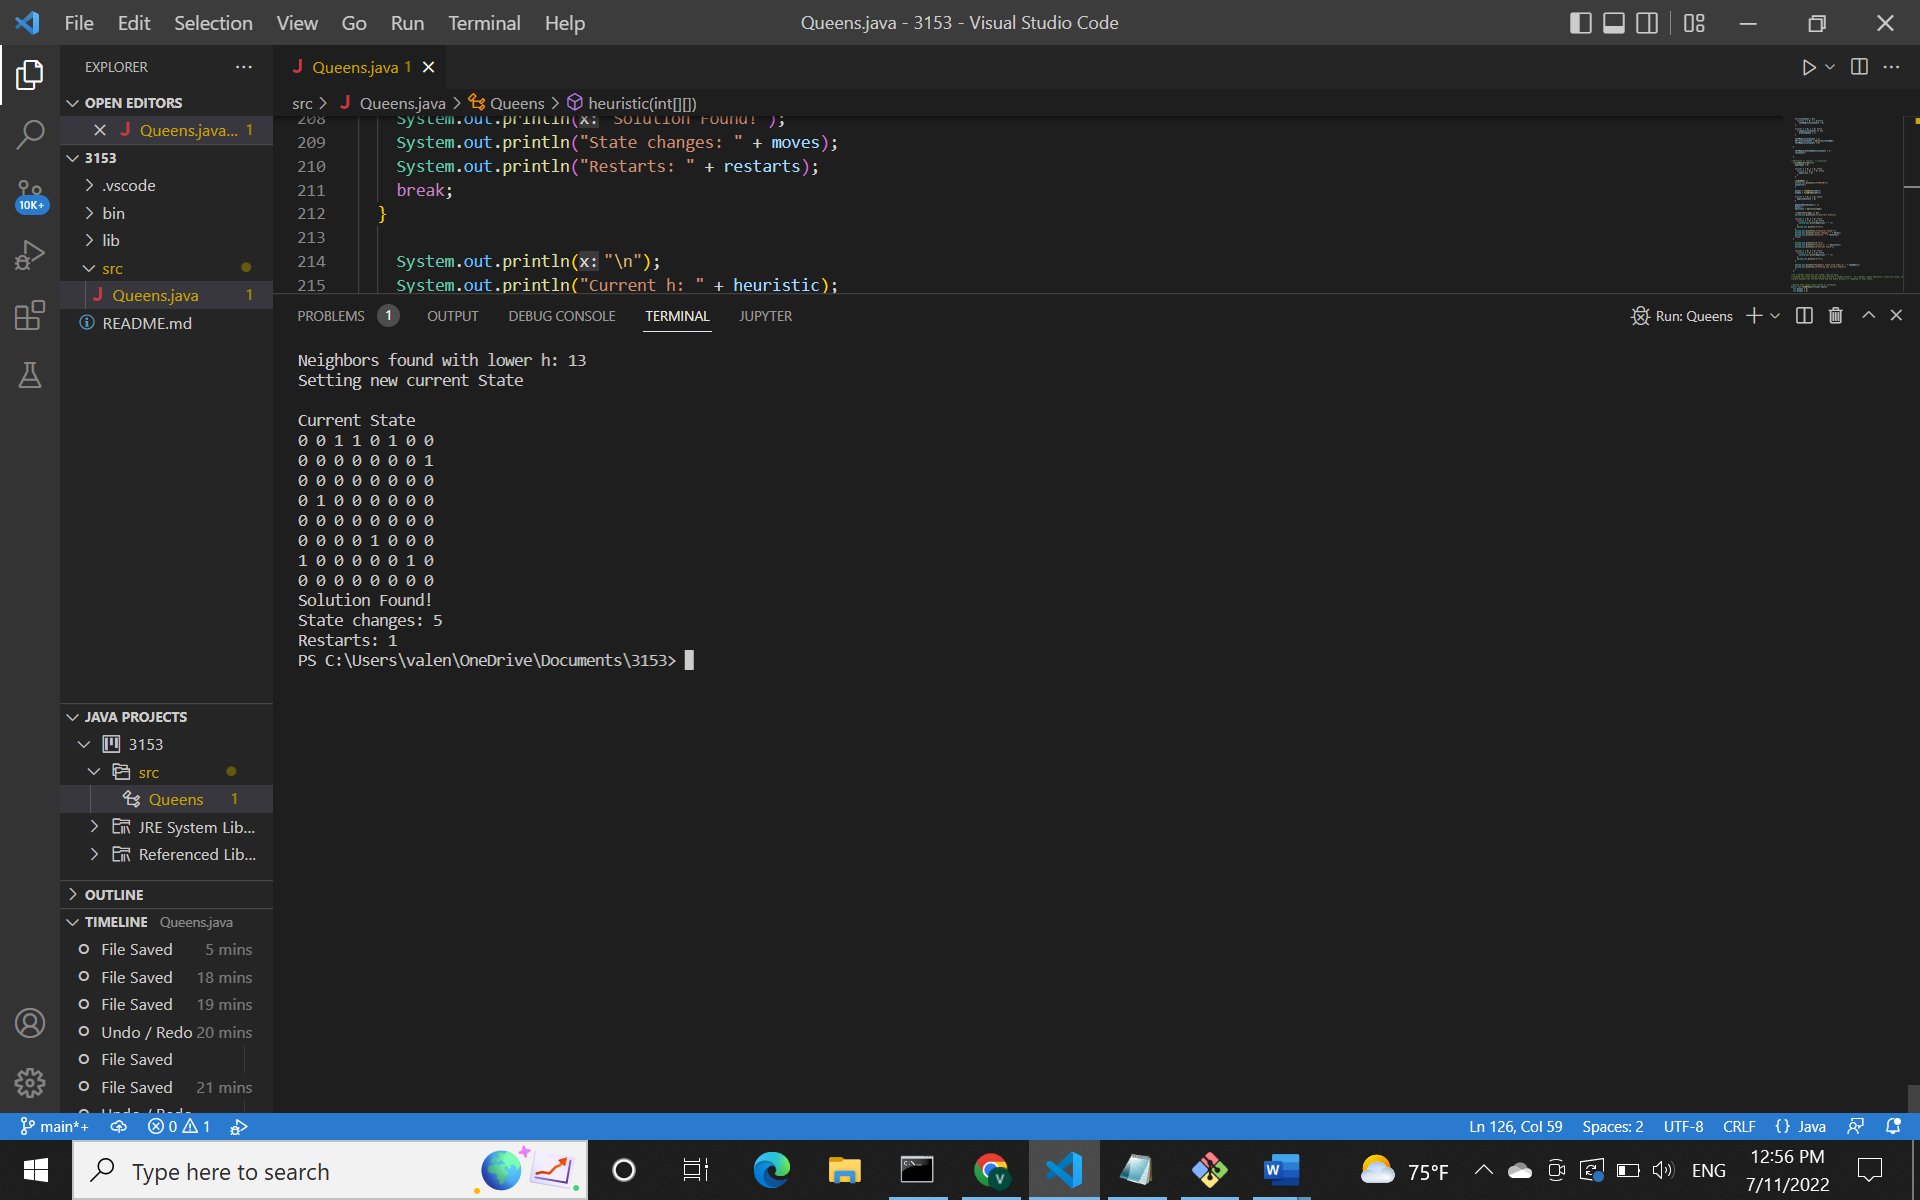 File Edit Selection View Go Run Terminal Help
Queens.java - 3153 - Visual Studio Code
EXPLORER
OPEN EDITORS
Queens.java... 1
3153
.vscode
bin
lib
src
Queens.java 1
README.md
10K+
JAVA PROJECTS
3153
src
Queens 1
JRE System Lib...
Referenced Lib...
OUTLINE
TIMELINE Queens.java
File Saved 5 mins
File Saved 18 mins
File Saved 19 mins
Undo / Redo 20 mins
File Saved
File Saved 21 mins
Undo / Redo
Queens.java 1
src > Queens.java > Queens > heuristic(int[][])
208 System.out.println(x: "Solution Found!");
209 System.out.println("State changes: " + moves);
210 System.out.println("Restarts: " + restarts);
211 break;
212 }
213
214 System.out.println(x: "\n");
215 System.out.println("Current h: " + heuristic);
PROBLEMS 1 OUTPUT DEBUG CONSOLE TERMINAL JUPYTER
Run: Queens
Neighbors found with lower h: 13
Setting new current State
Current State
0 0 1 1 0 1 0 0
0 0 0 0 0 0 0 1
0 0 0 0 0 0 0 0
0 1 0 0 0 0 0 0
0 0 0 0 0 0 0 0
0 0 0 0 1 0 0 0
1 0 0 0 0 0 1 0
0 0 0 0 0 0 0 0
Solution Found!
State changes: 5
Restarts: 1
PS C:\Users\valen\OneDrive\Documents\3153>
main*+ 0 1
Ln 126, Col 59 Spaces: 2 UTF-8 CRLF {} Java
Type here to search
V
W
75°F
ENG
12:56 PM
7/11/2022